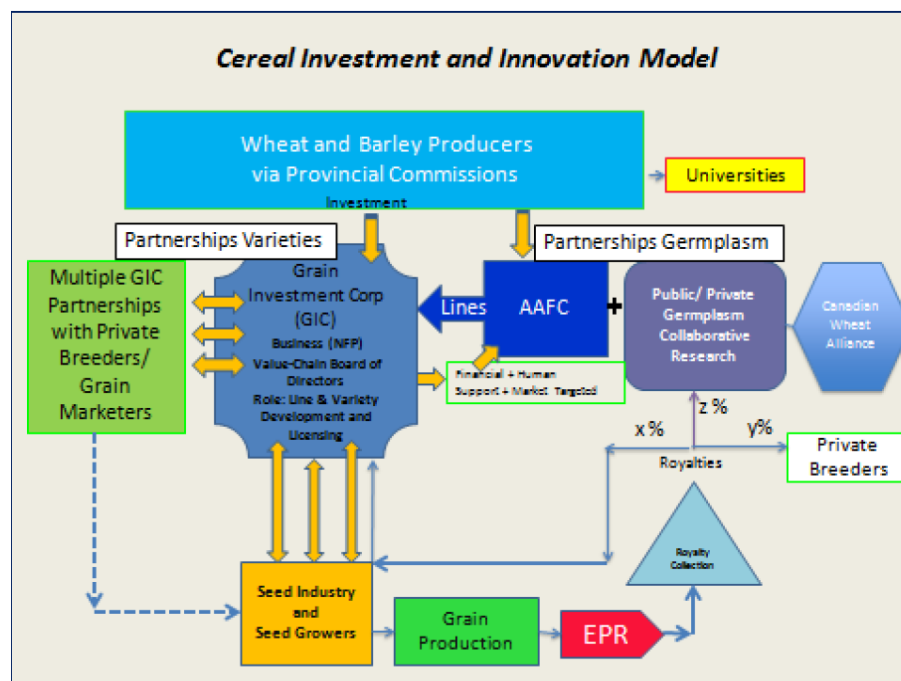 Cereal Investment and Innovation Model
Wheat and Barley Producers
via Provincial Commissions
Investment
Universities
Partnerships Varieties
Partnerships Germplasm
Multiple GIC
Partnerships
with Private
Breeders/
Grain
Marketers
Grain
Investment Corp
(GIC)
Business (NFP)
Value-Chain Board of
Directors
Role: Line & Variety
Development and
Licensing
Lines
AAFC
+
Public/ Private
Germplasm
Collaborative
Research
Canadian
Wheat
Alliance
Financial + Human
Support + Market Targeted
z %
x %
y%
Royalties
Private
Breeders
Royalty
Collection
Seed Industry
and
Seed Growers
Grain
Production
EPR